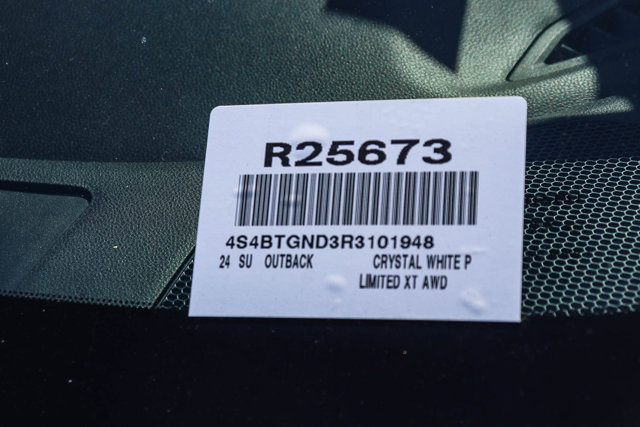 R25673
4S4BTGND3R3101948
24 SU OUTBACK CRYSTAL WHITE P
LIMITED XT AWD